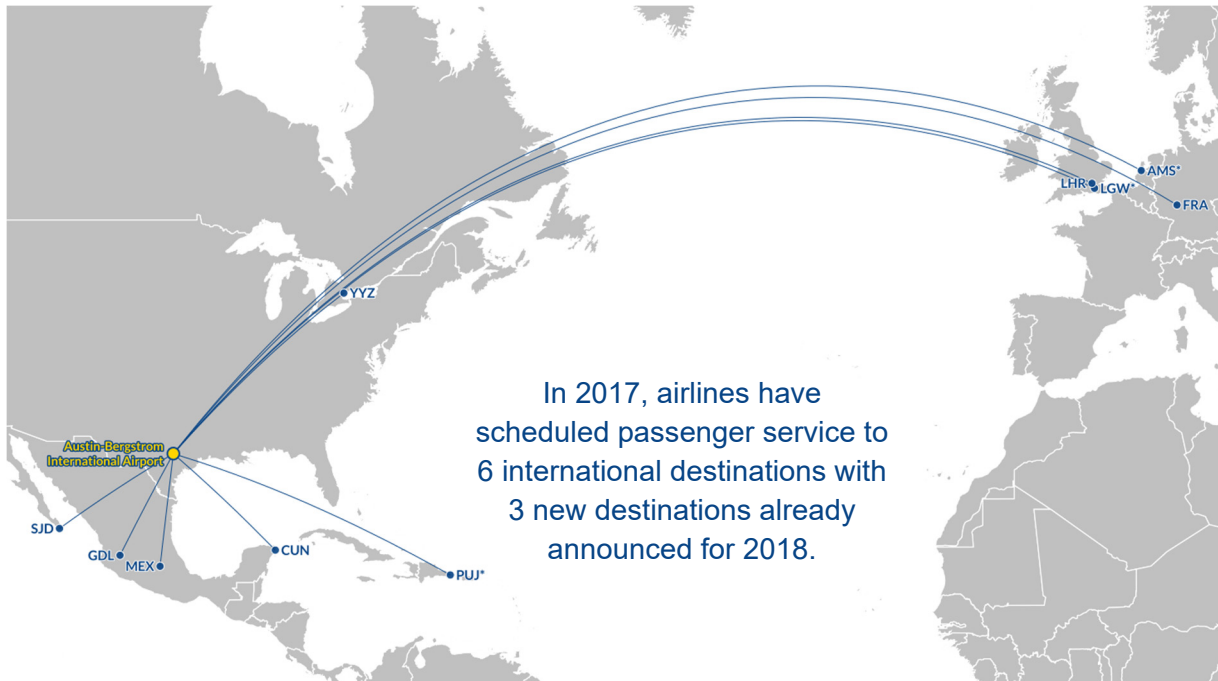 AMS*
LHR
LGW*
FRA
YYZ
In 2017, airlines have
scheduled passenger service to
6 international destinations with
3 new destinations already
announced for 2018.
Austin-Bergstrom
International Airport
SJD
GDL
MEX
CUN
PUJ*